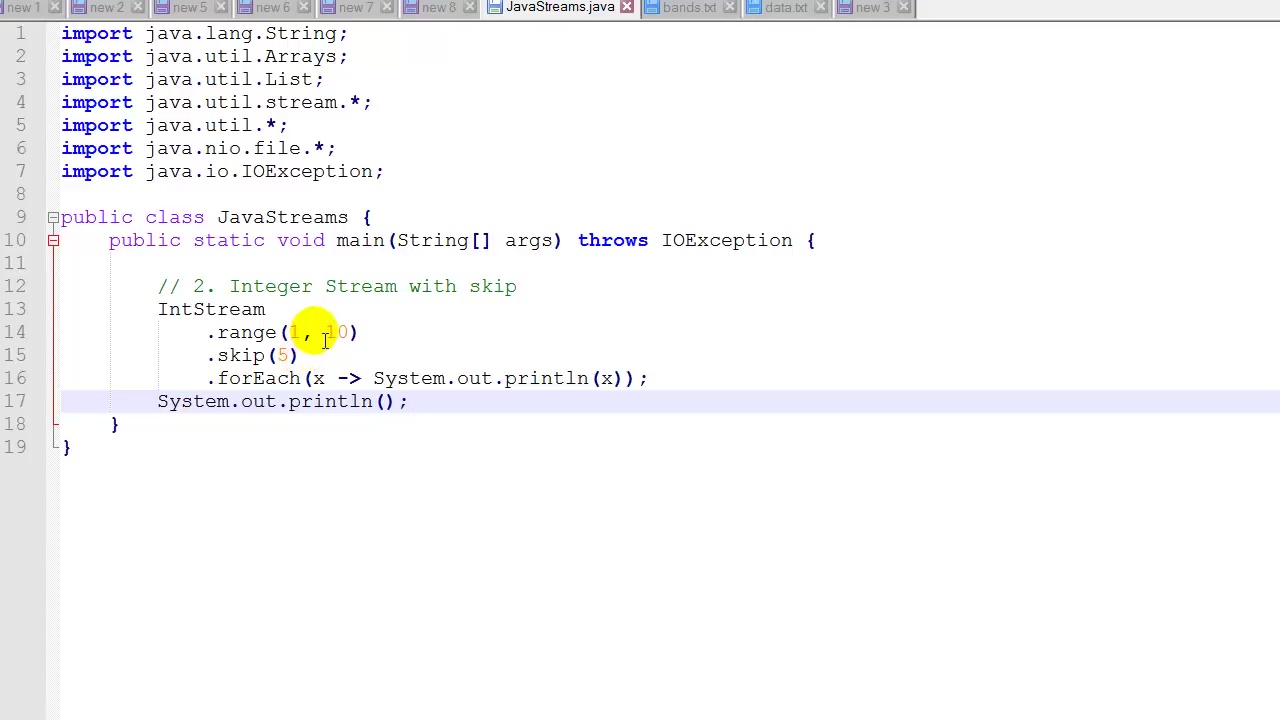 new 1 new 2 new 5 new 6 new 7 new 8 JavaStreams.java bands.txt data.txt new 3
1 import java.lang.String;
2 import java.util.Arrays;
3 import java.util.List;
4 import java.util.stream.*;
5 import java.util.*;
6 import java.nio.file.*;
7 import java.io.IOException;
8
9 public class JavaStreams {
10 public static void main(String[] args) throws IOException {
11
12 // 2. Integer Stream with skip
13 IntStream
14 .range(1, 10)
15 .skip(5)
16 .forEach(x -> System.out.println(x));
17 System.out.println();
18 }
19 }